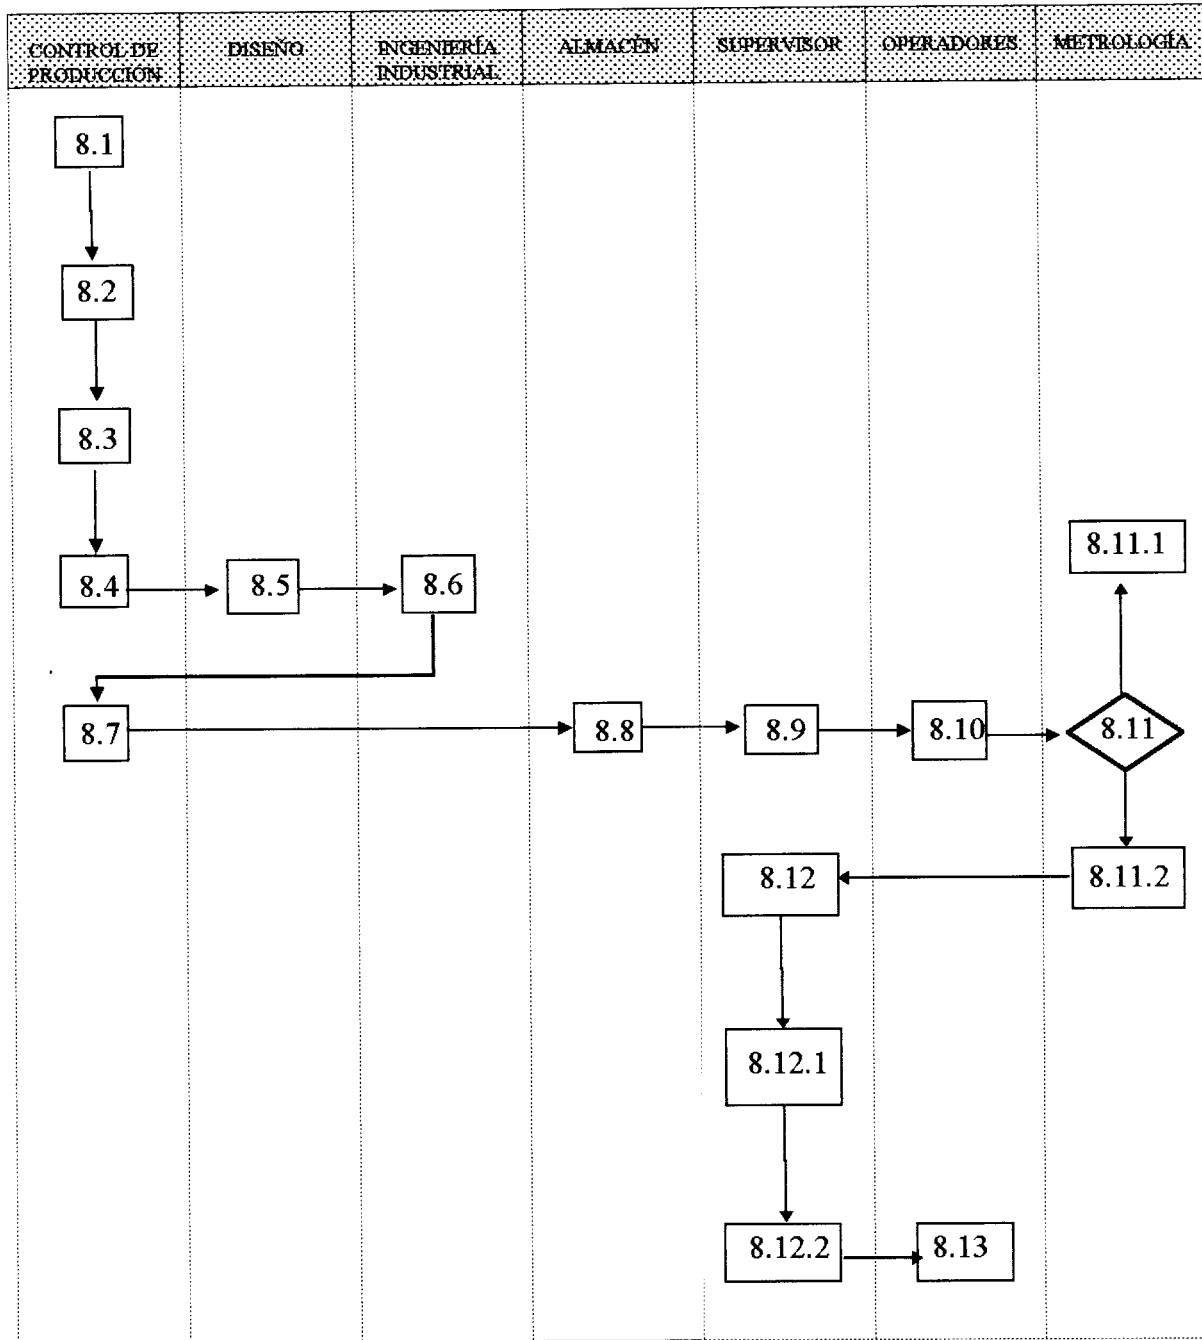 CONTROL DE
PRODUCCIÓN
DISEÑO
INGENIERÍA
INDUSTRIAL
ALMACÉN
SUPERVISOR
OPERADORES
METROLOGÍA
8.1
8.2
8.3
8.11.1
8.4
8.5
8.6
8.7
8.8
8.9
8.10
8.11
8.12
8.11.2
8.12.1
8.12.2
8.13